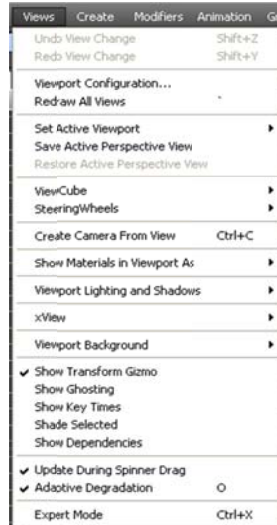 Views Create Modifiers Animation
Undo View Change Shift+Z
Redo View Change Shift+Y
Viewport Configuration...
Redraw All Views
Set Active Viewport
Save Active Perspective View
Restore Active Perspective View
ViewCube
SteeringWheels
Create Camera From View Ctrl+C
Show Materials in Viewport As
Viewport Lighting and Shadows
xView
Viewport Background
Show Transform Gizmo
Show Ghosting
Show Key Times
Shade Selected
Show Dependencies
Update During Spinner Drag
Adaptive Degradation O
Expert Mode Ctrl+X